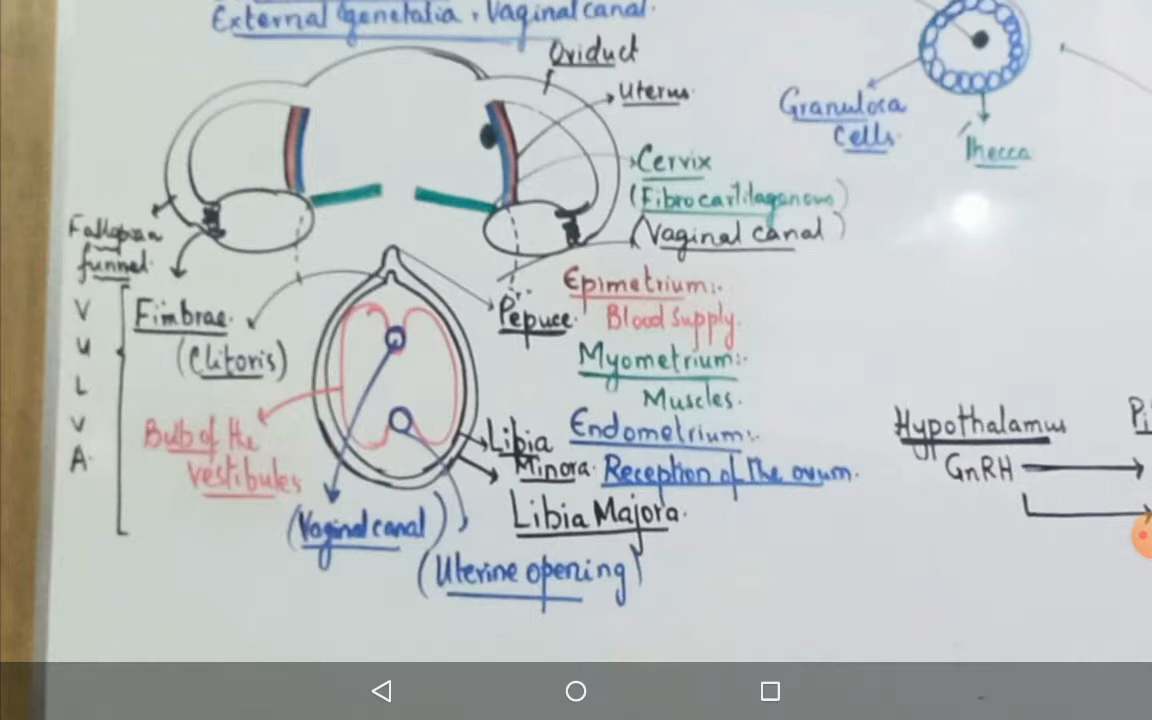 External genetalia, Vaginal canal.
Oviduct
Uterus
Cervix
(Fibrocartilagenous)
(Vaginal canal)
Granulosa
Cells.
Thecca
Fallopian
funnel.
Fimbrae.
(Clitoris)
Pepuce
Epimetrium:-
Blood Supply.
Myometrium:-
Muscles.
Endometrium:-
Reception of the ovum.
VULVA
Bulb of the
vestibules
Libia
Minora.
Libia Majora.
(Vaginal canal)
(Uterine opening)
Hypothalamus
GnRH